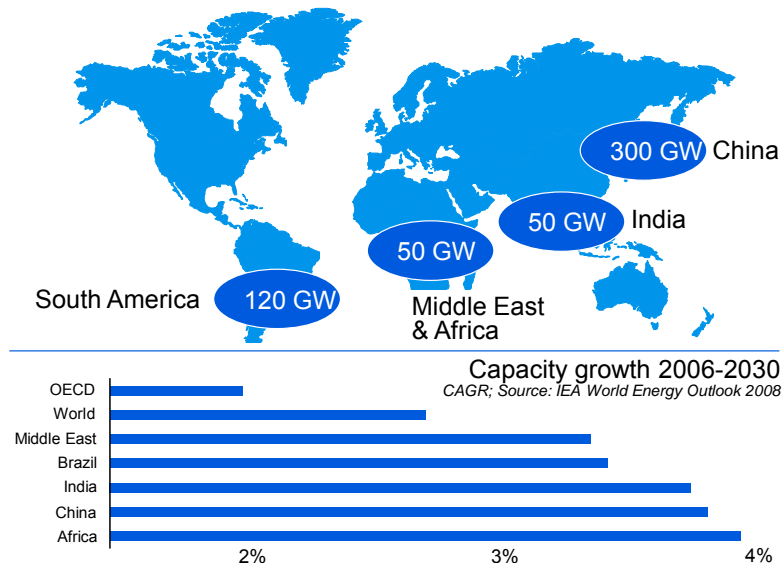 300 GW China
50 GW India
50 GW
Middle East
& Africa
South America 120 GW
Capacity growth 2006-2030
CAGR; Source: IEA World Energy Outlook 2008
OECD
World
Middle East
Brazil
India
China
Africa
2% 3% 4%